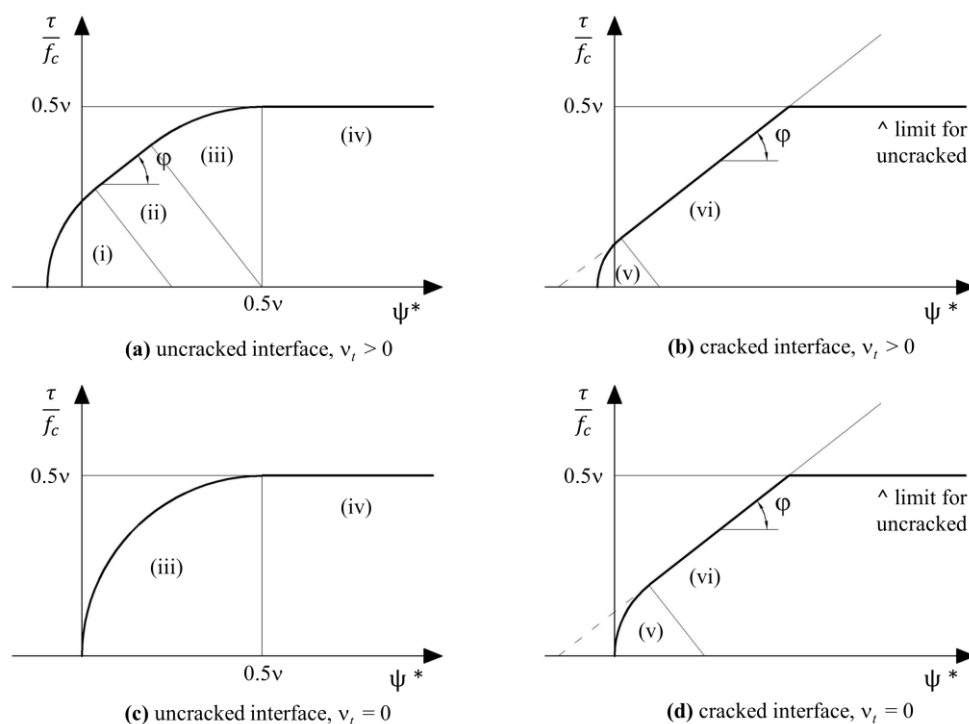 τ/f_c
0.5ν
(i)
(ii)
(iii)
(iv)
φ
0.5ν
ψ*
(a) uncracked interface, ν_t > 0
τ/f_c
0.5ν
(v)
(vi)
φ
^ limit for
uncracked
ψ*
(b) cracked interface, ν_t > 0
τ/f_c
0.5ν
(iii)
(iv)
0.5ν
ψ*
(c) uncracked interface, ν_t = 0
τ/f_c
0.5ν
(v)
(vi)
φ
^ limit for
uncracked
ψ*
(d) cracked interface, ν_t = 0